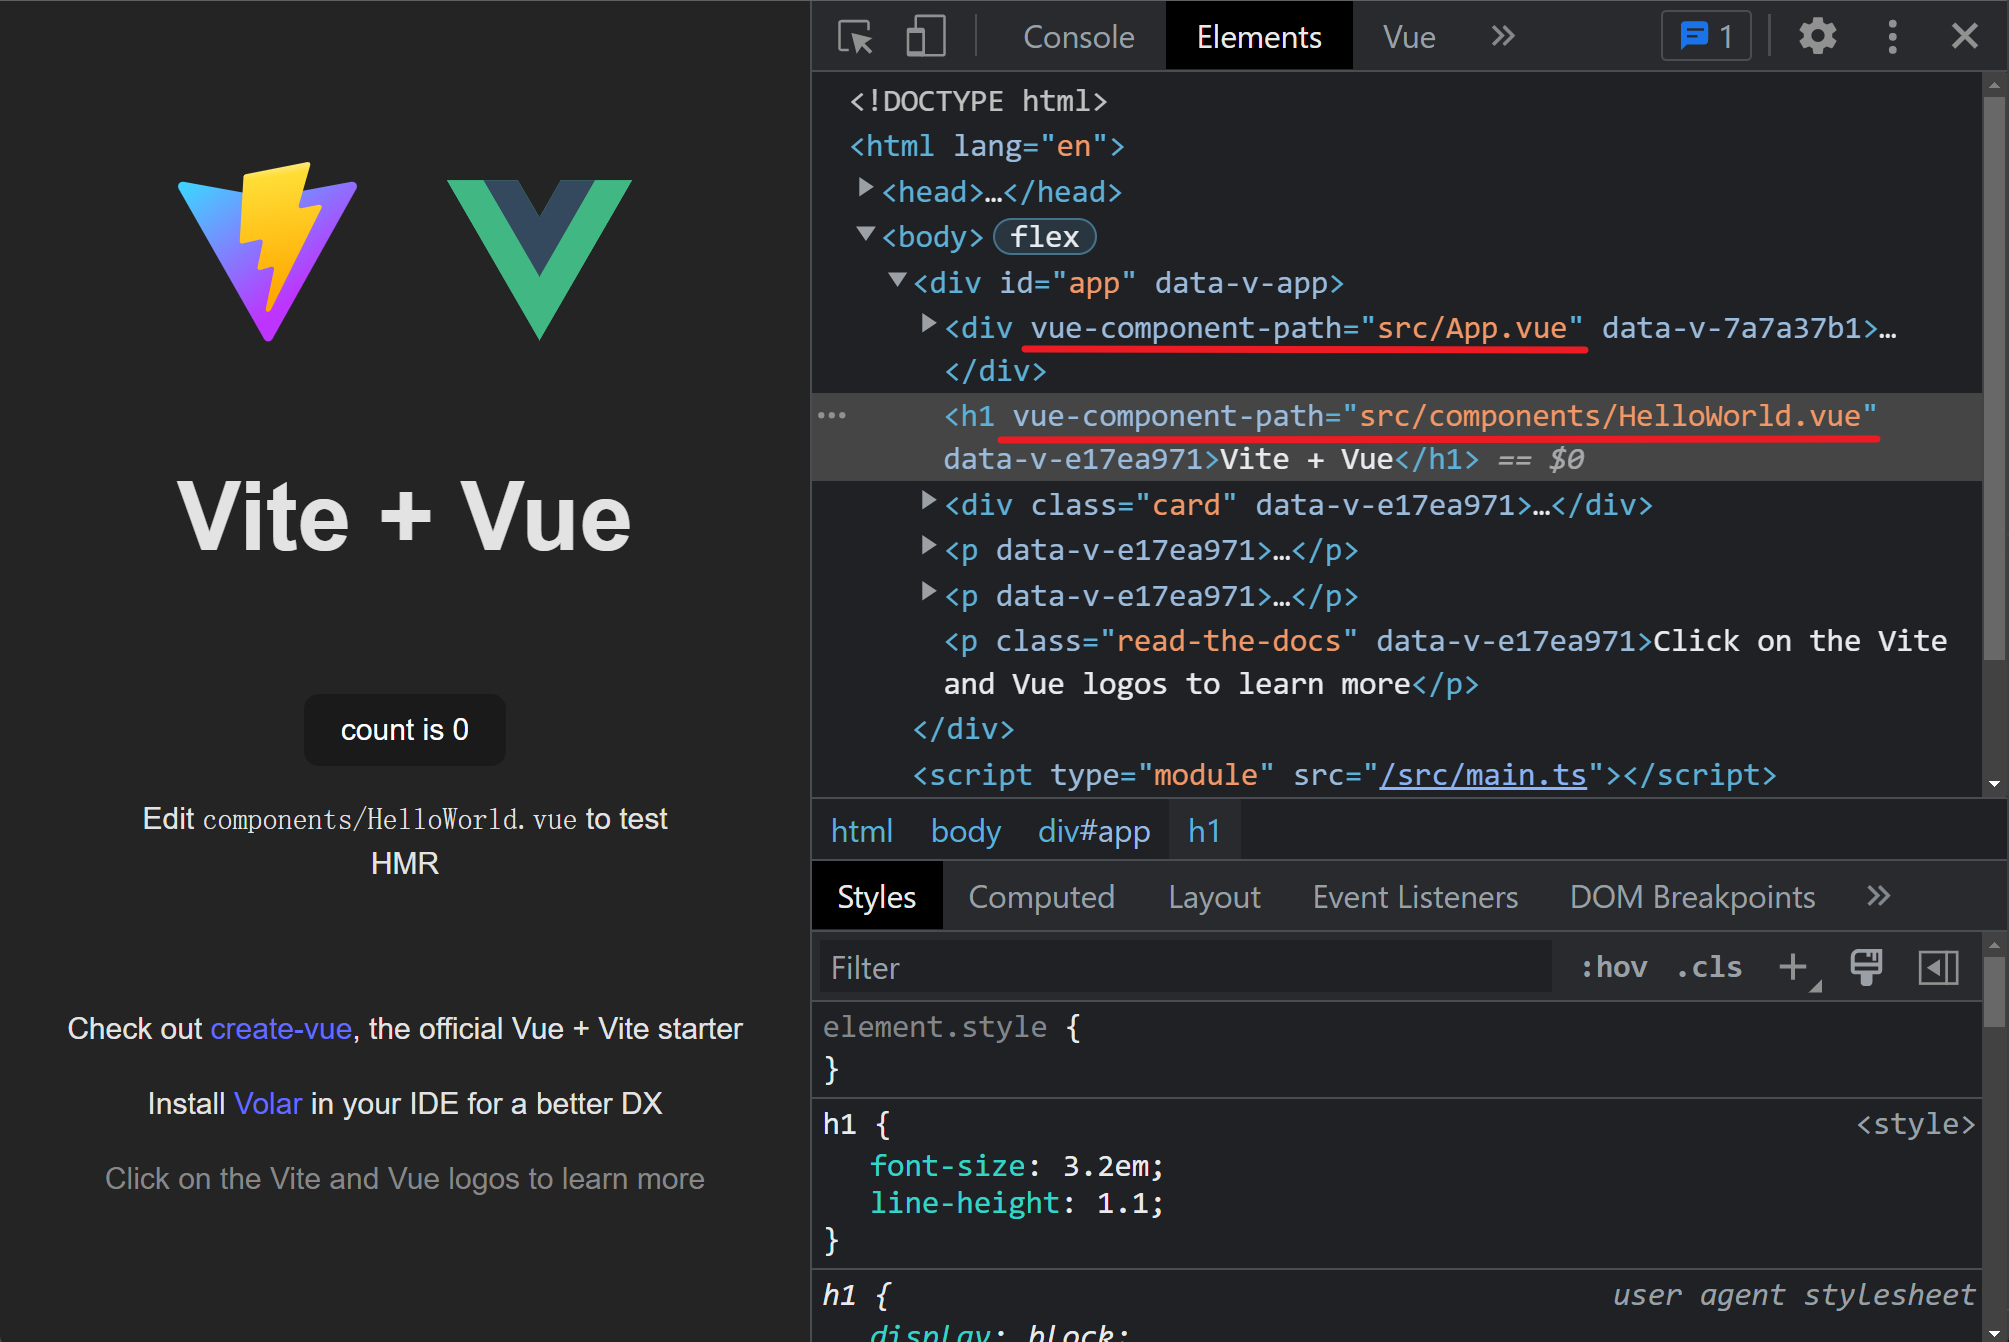 Vite + Vue
count is 0
Edit components/HelloWorld.vue to test
HMR
Check out create-vue, the official Vue + Vite starter
Install Volar in your IDE for a better DX
Click on the Vite and Vue logos to learn more
Console Elements Vue 1
<!DOCTYPE html>
<html lang="en">
<head>…</head>
<body> flex
<div id="app" data-v-app>
<div vue-component-path="src/App.vue" data-v-7a7a37b1>…
</div>
<h1 vue-component-path="src/components/HelloWorld.vue"
data-v-e17ea971>Vite + Vue</h1> == $0
<div class="card" data-v-e17ea971>…</div>
<p data-v-e17ea971>…</p>
<p data-v-e17ea971>…</p>
<p class="read-the-docs" data-v-e17ea971>Click on the Vite
and Vue logos to learn more</p>
</div>
<script type="module" src="/src/main.ts"></script>
html body div#app h1
Styles Computed Layout Event Listeners DOM Breakpoints
Filter :hov .cls
element.style {
}
h1 { <style>
font-size: 3.2em;
line-height: 1.1;
}
h1 { user agent stylesheet
display: block;